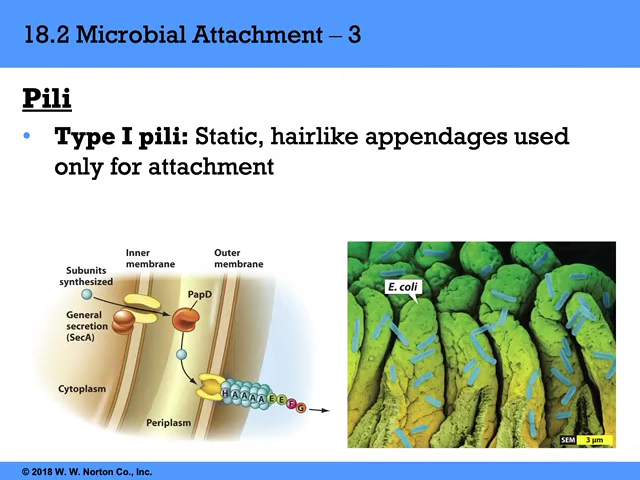 18.2 Microbial Attachment – 3
Pili
• Type I pili: Static, hairlike appendages used
only for attachment
Inner
membrane
Outer
membrane
Subunits
synthesized
PapD
General
secretion
(SecA)
Cytoplasm
H A A A A E E F G
Periplasm
E. coli
SEM 3 µm
© 2018 W. W. Norton Co., Inc.